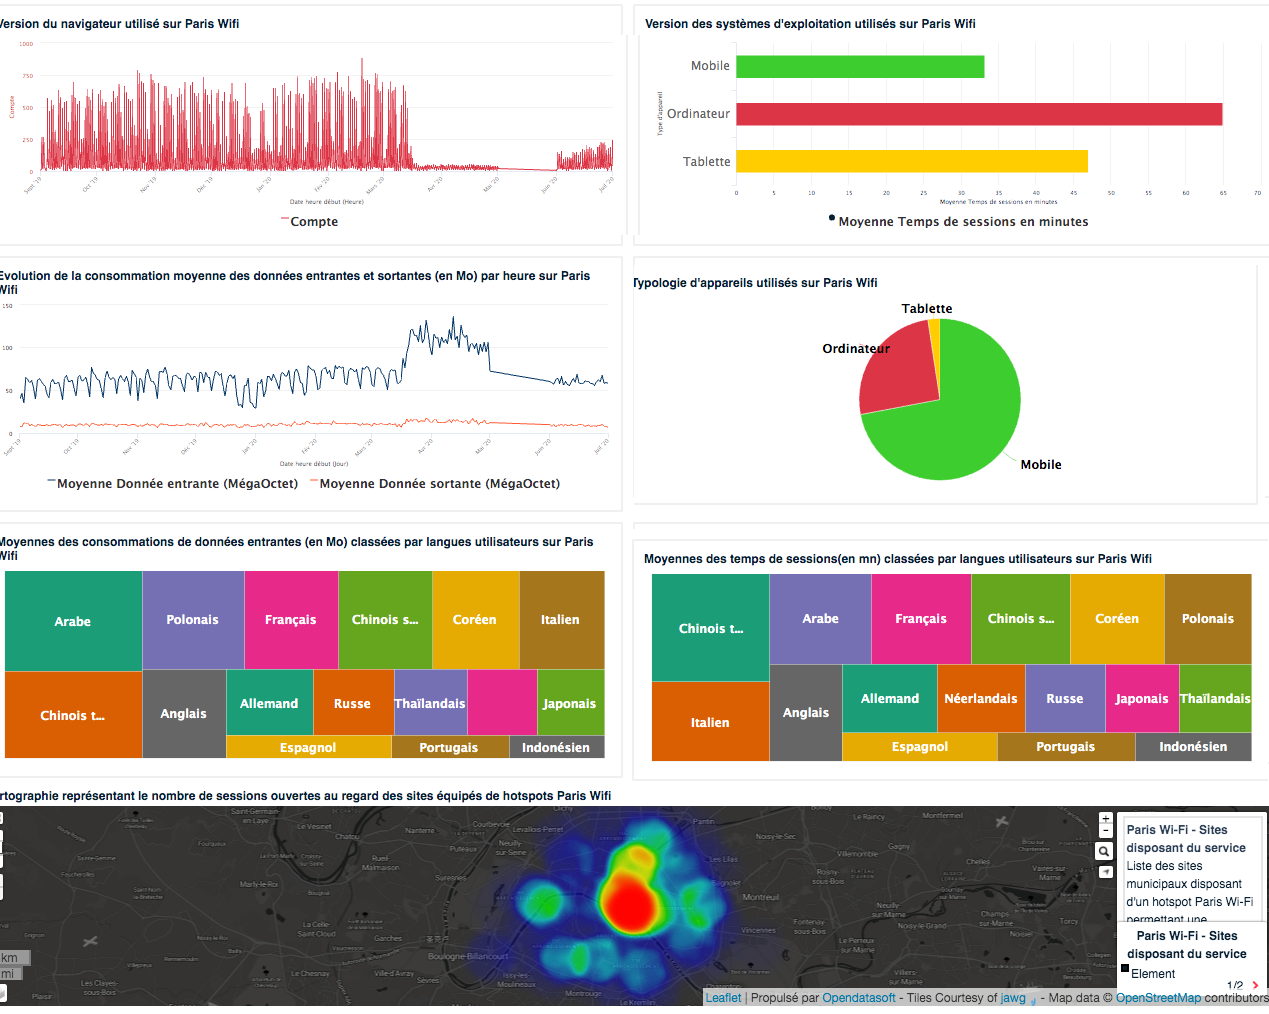 Version du navigateur utilisé sur Paris Wifi
1000
750
500
250
0
Compte
Sept '19
Oct '19
Nov '19
Déc '19
Jan '20
Fév '20
Mars '20
Avr '20
Mai '20
Juin '20
Juil '20
Date heure début (Heure)
Compte
Version des systèmes d'exploitation utilisés sur Paris Wifi
Type d'appareil
Mobile
Ordinateur
Tablette
0 5 10 15 20 25 30 35 40 45 50 55 60 65 70
Moyenne Temps de sessions en minutes
Moyenne Temps de sessions en minutes
Evolution de la consommation moyenne des données entrantes et sortantes (en Mo) par heure sur Paris
Wifi
150
100
50
0
Sept '19
Oct '19
Nov '19
Déc '19
Jan '20
Fév '20
Mars '20
Avr '20
Mai '20
Juin '20
Juil '20
Date heure début (Jour)
Moyenne Donnée entrante (MégaOctet) Moyenne Donnée sortante (MégaOctet)
Typologie d'appareils utilisés sur Paris Wifi
Tablette
Ordinateur
Mobile
Moyennes des consommations de données entrantes (en Mo) classées par langues utilisateurs sur Paris
Wifi
Arabe
Polonais
Français
Chinois s...
Coréen
Italien
Chinois t...
Anglais
Allemand
Russe
Thaïlandais
Japonais
Espagnol
Portugais
Indonésien
Moyennes des temps de sessions(en mn) classées par langues utilisateurs sur Paris Wifi
Chinois t...
Arabe
Français
Chinois s...
Coréen
Polonais
Italien
Anglais
Allemand
Néerlandais
Russe
Japonais
Thaïlandais
Espagnol
Portugais
Indonésien
rtographie représentant le nombre de sessions ouvertes au regard des sites équipés de hotspots Paris Wifi
Saint-Germain-
en-Laye
Le Vésinet
Chatou
Nanterre
Courbevoie
Levallois-Perret
Clichy
Puteaux
Neuilly-
sur-Seine
Rueil-
Malmaison
Suresnes
Marly-le-Roi
La Celle-
Saint-Cloud
Garches
Boulogne-Billancourt
Le Chesnay
Ville-d'Avray
Sèvres
Issy-les-
Moulineaux
Montrouge
Le Kremlin
Les Clayes-
sous-Bois
Plaisir
Pantin
Les Lilas
Bagnolet
Montreuil
Vincennes
Charenton
Noisy-le-Sec
Rosny-
sous-Bois
Villemomble
Gagny
Le Raincy
Montfermeil
Chelles
Vaires-sur-
Marne
Fontenay-
sous-Bois
Neuilly-
sur-Marne
Noisy-le-Grand
Le Perreux
sur-Marne
Champs-
sur-Marne
Noisiel
Torcy
Villiers-
sur-Marne
km
mi
+
-
Paris Wi-Fi - Sites
disposant du service
Liste des sites
municipaux disposant
d'un hotspot Paris Wi-Fi
permettant une
Paris Wi-Fi - Sites
disposant du service
Element
1/2
Leaflet | Propulsé par Opendatasoft - Tiles Courtesy of jawg - Map data © OpenStreetMap contributors